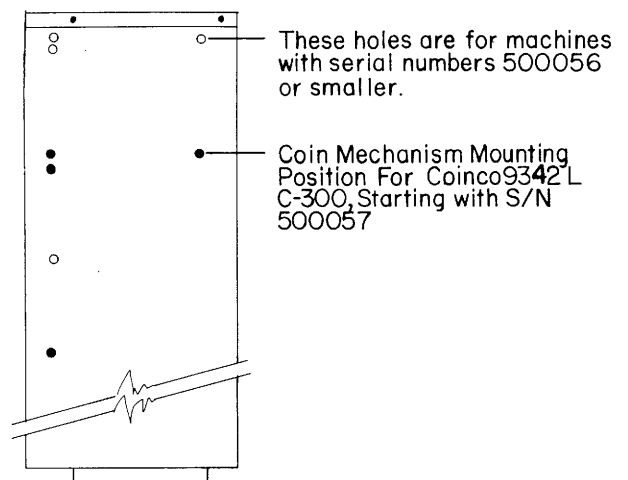 These holes are for machines
with serial numbers 500056
or smaller.
Coin Mechanism Mounting
Position For Coinco9342 L
C-300, Starting with S/N
500057